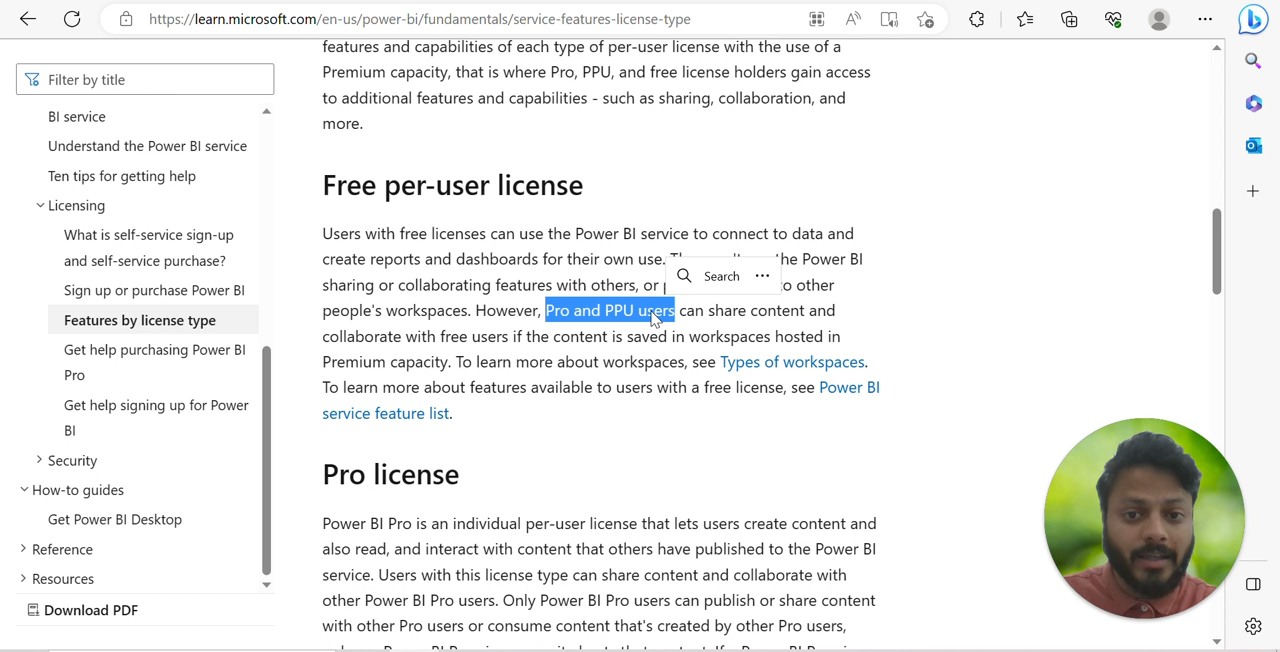 https://learn.microsoft.com/en-us/power-bi/fundamentals/service-features-license-type
Filter by title
BI service
Understand the Power BI service
Ten tips for getting help
Licensing
What is self-service sign-up
and self-service purchase?
Sign up or purchase Power BI
Features by license type
Get help purchasing Power BI
Pro
Get help signing up for Power
BI
Security
How-to guides
Get Power BI Desktop
Reference
Resources
Download PDF
features and capabilities of each type of per-user license with the use of a
Premium capacity, that is where Pro, PPU, and free license holders gain access
to additional features and capabilities - such as sharing, collaboration, and
more.
Free per-user license
Users with free licenses can use the Power BI service to connect to data and
create reports and dashboards for their own use. the Power BI
sharing or collaborating features with others, or to other
Search
people's workspaces. However, Pro and PPU users can share content and
collaborate with free users if the content is saved in workspaces hosted in
Premium capacity. To learn more about workspaces, see Types of workspaces.
To learn more about features available to users with a free license, see Power BI
service feature list.
Pro license
Power BI Pro is an individual per-user license that lets users create content and
also read, and interact with content that others have published to the Power BI
service. Users with this license type can share content and collaborate with
other Power BI Pro users. Only Power BI Pro users can publish or share content
with other Pro users or consume content that's created by other Pro users,